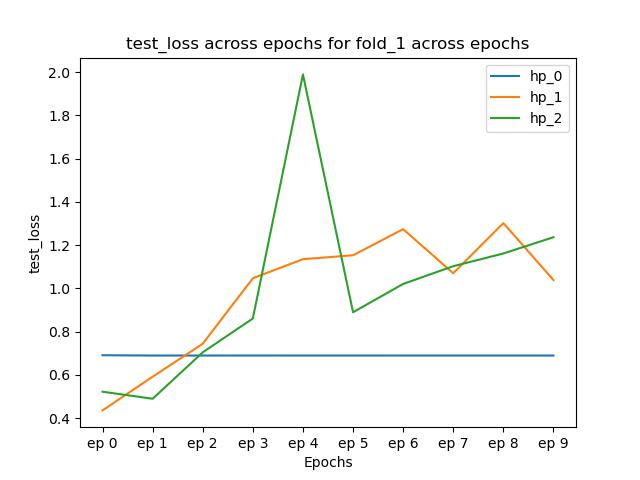 test_loss across epochs for fold_1 across epochs
hp_0
hp_1
hp_2
2.0
1.8
1.6
1.4
1.2
1.0
0.8
0.6
0.4
test_loss
ep 0 ep 1 ep 2 ep 3 ep 4 ep 5 ep 6 ep 7 ep 8 ep 9
Epochs